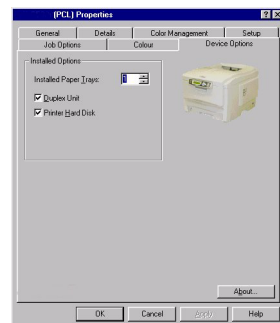 (PCL) Properties
General Details Color Management Setup
Job Options Colour Device Options
Installed Options
Installed Paper Trays: 1
Duplex Unit
Printer Hard Disk
About...
OK Cancel Apply Help